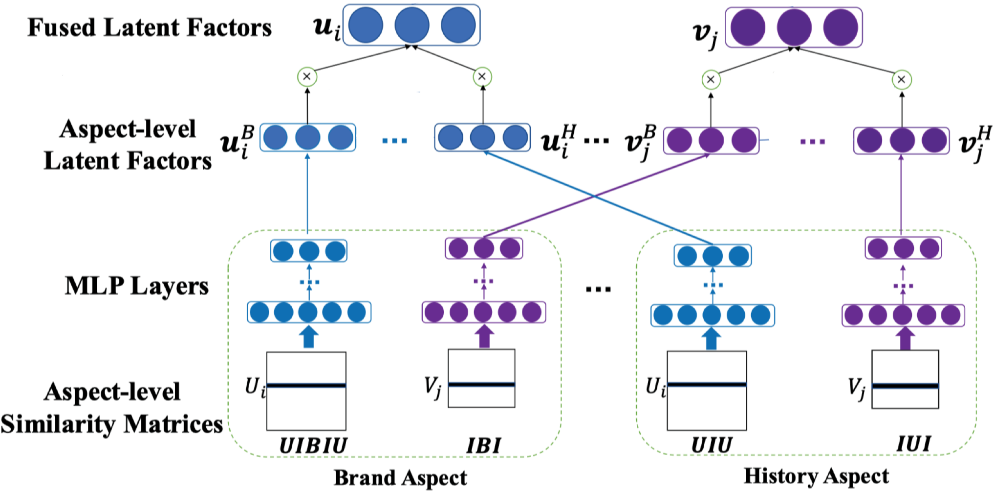 Fused Latent Factors
u_i
v_j
× × × ×
Aspect-level
Latent Factors
u_i^B ... u_i^H ... v_j^B ... v_j^H
MLP Layers
... ... ... ... ...
Aspect-level
Similarity Matrices
U_i V_j U_i V_j
UIBIU IBI UIU IUI
Brand Aspect History Aspect